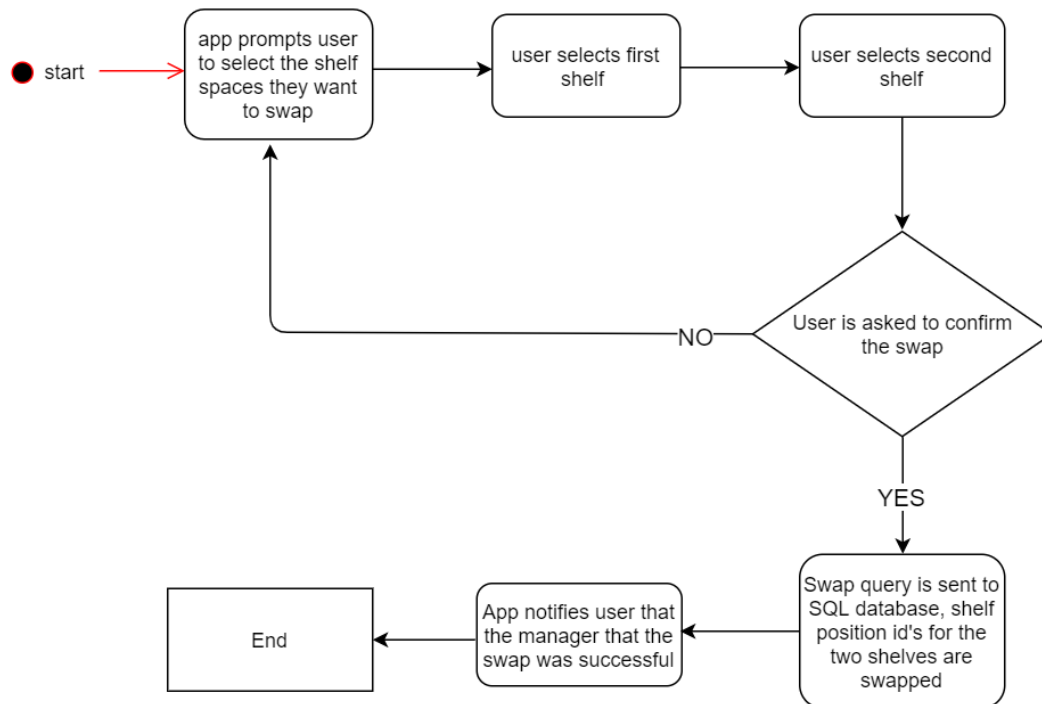 start
app prompts user
to select the shelf
spaces they want
to swap
user selects first
shelf
user selects second
shelf
User is asked to confirm
the swap
NO
YES
Swap query is sent to
SQL database, shelf
position id's for the
two shelves are
swapped
App notifies user that
the manager that the
swap was successful
End